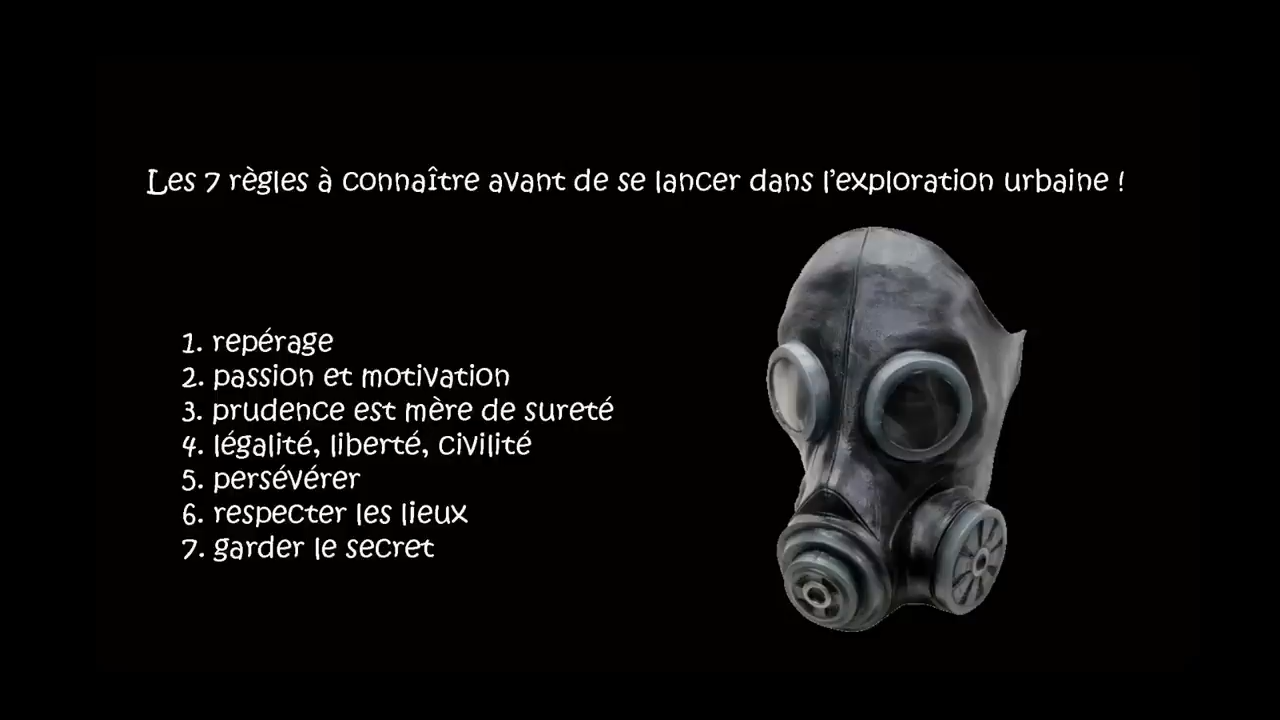 Les 7 règles à connaître avant de se lancer dans l'exploration urbaine !
1. repérage
2. passion et motivation
3. prudence est mère de sureté
4. légalité, liberté, civilité
5. persévérer
6. respecter les lieux
7. garder le secret